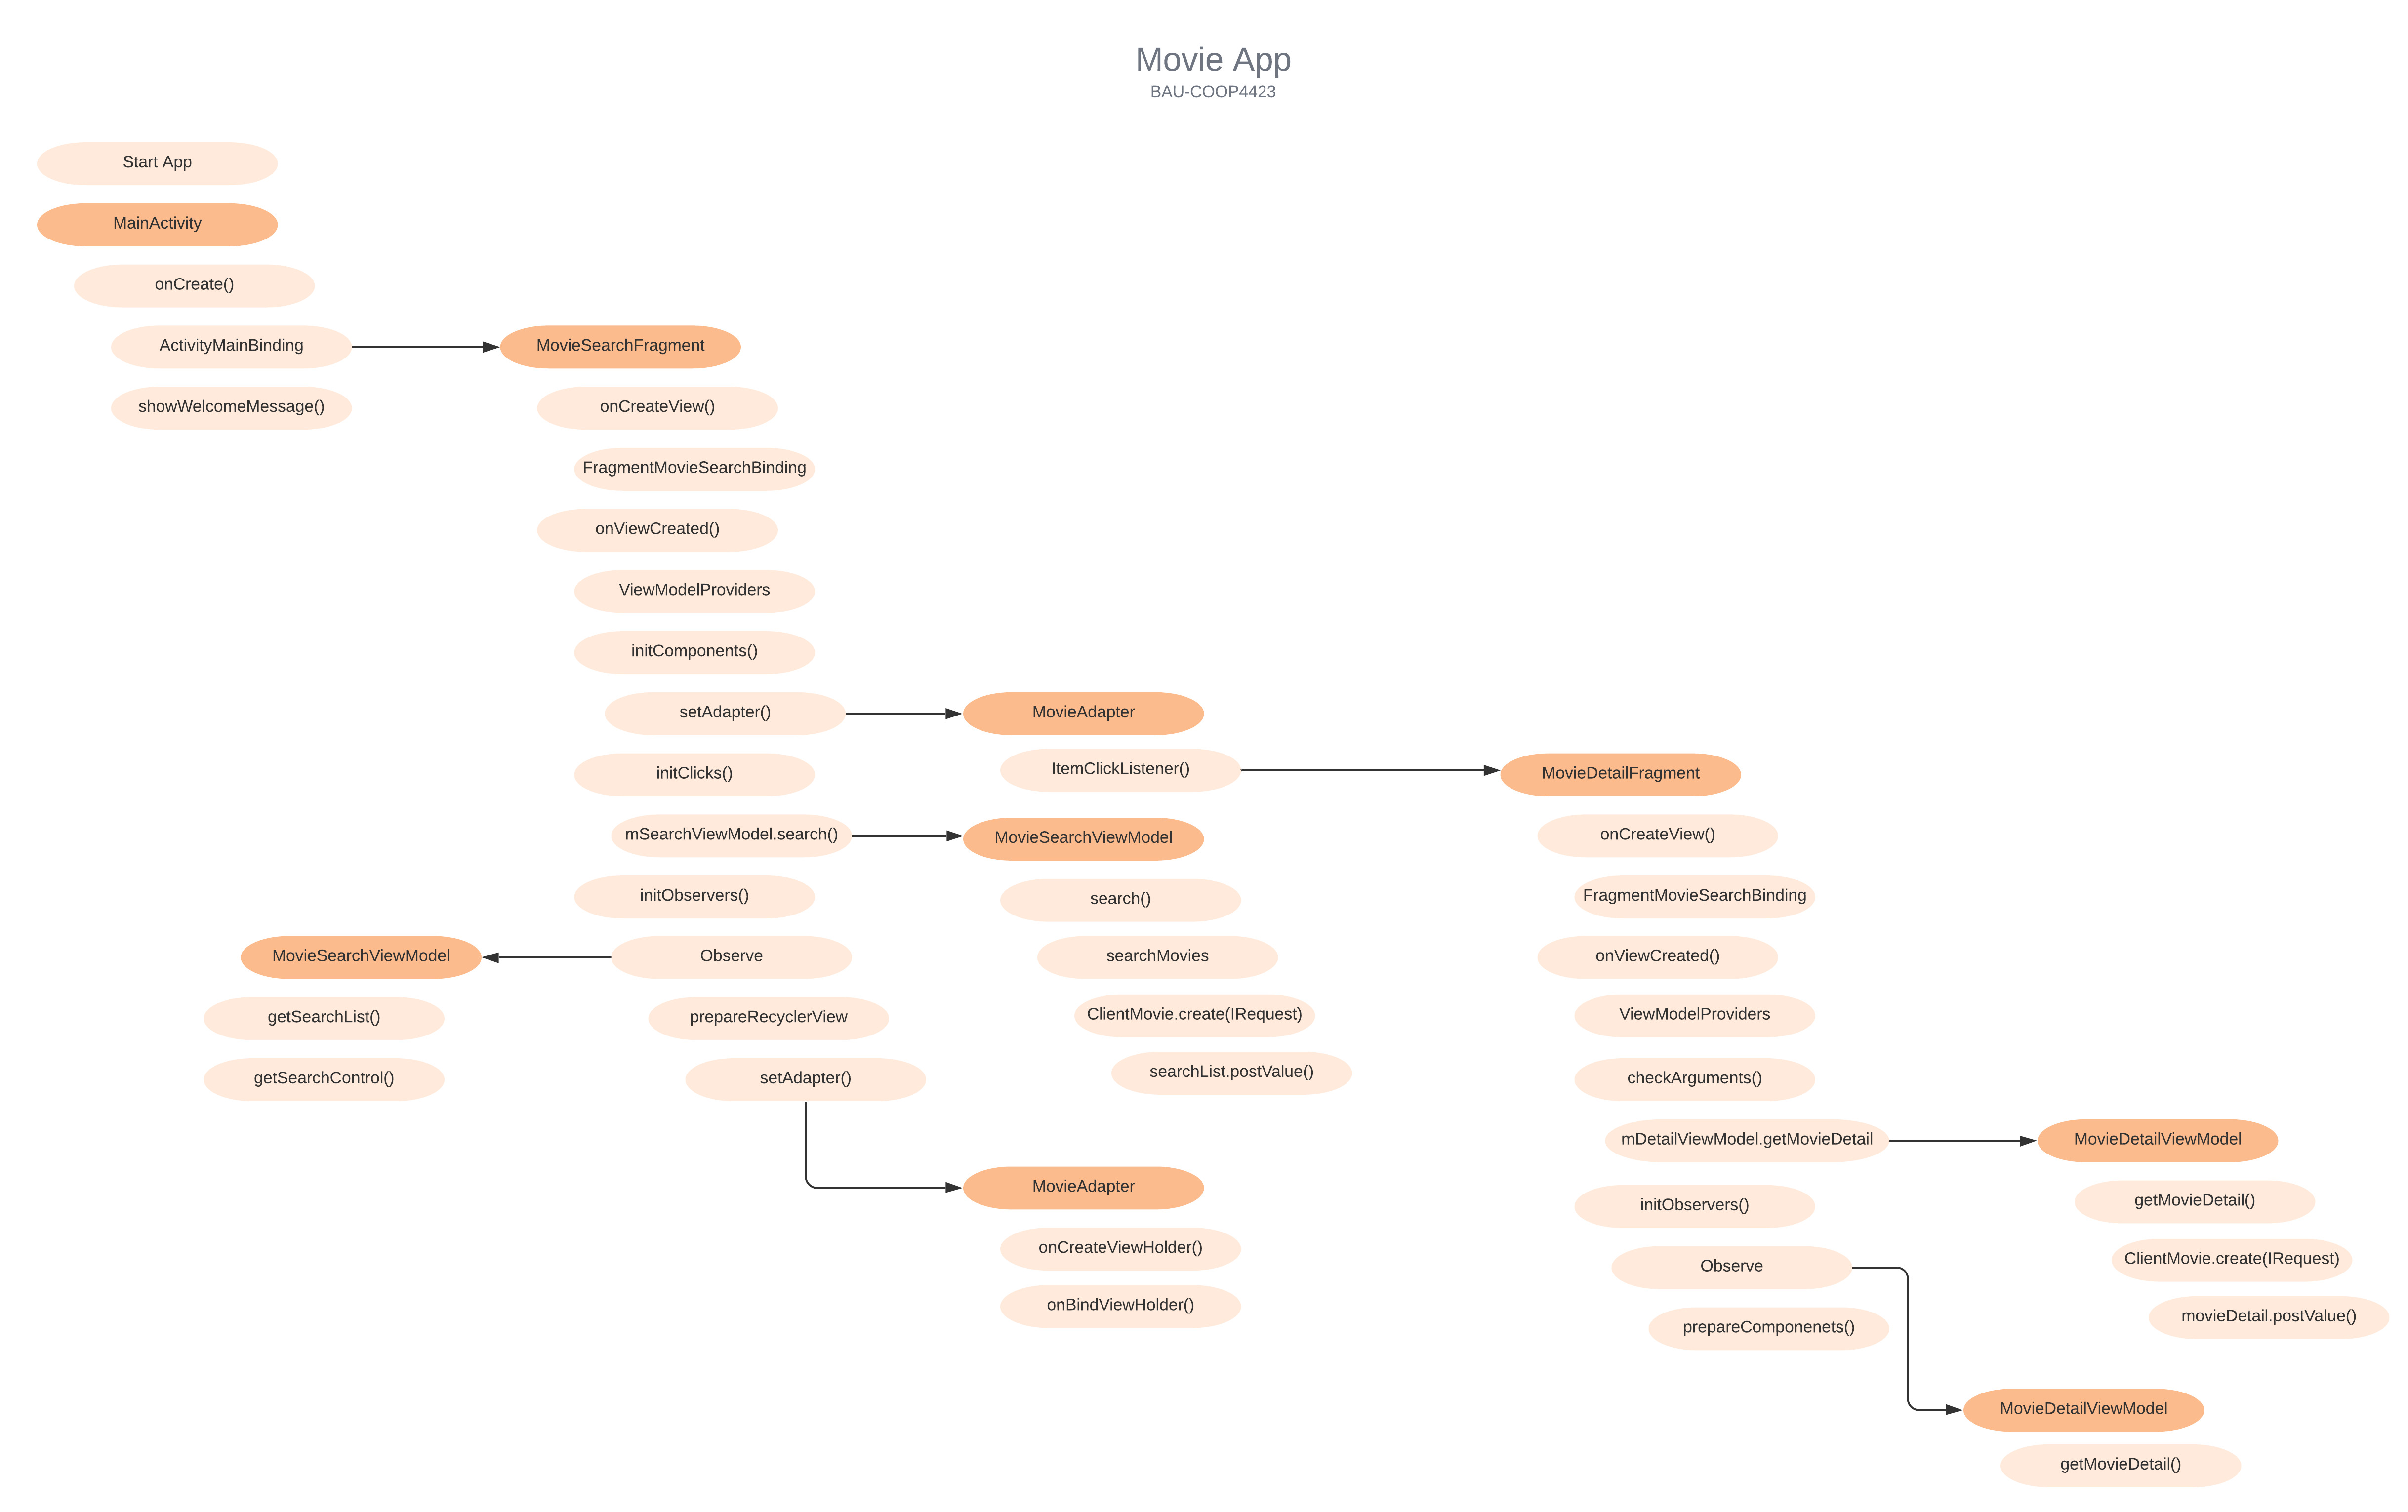 Movie App
BAU-COOP4423
Start App
MainActivity
onCreate()
ActivityMainBinding
showWelcomeMessage()
MovieSearchFragment
onCreateView()
FragmentMovieSearchBinding
onViewCreated()
ViewModelProviders
initComponents()
setAdapter()
initClicks()
mSearchViewModel.search()
initObservers()
Observe
prepareRecyclerView
setAdapter()
MovieSearchViewModel
getSearchList()
getSearchControl()
MovieAdapter
ItemClickListener()
MovieSearchViewModel
search()
searchMovies
ClientMovie.create(IRequest)
searchList.postValue()
MovieAdapter
onCreateViewHolder()
onBindViewHolder()
MovieDetailFragment
onCreateView()
FragmentMovieSearchBinding
onViewCreated()
ViewModelProviders
checkArguments()
mDetailViewModel.getMovieDetail
initObservers()
Observe
prepareComponenets()
MovieDetailViewModel
getMovieDetail()
ClientMovie.create(IRequest)
movieDetail.postValue()
MovieDetailViewModel
getMovieDetail()